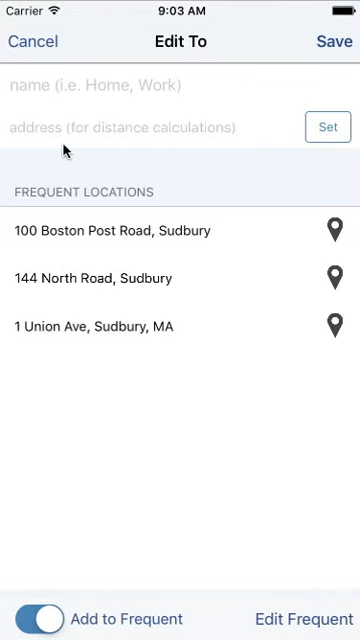 Carrier 9:03 AM
Cancel Edit To Save
name (i.e. Home, Work)
address (for distance calculations) Set
FREQUENT LOCATIONS
100 Boston Post Road, Sudbury
144 North Road, Sudbury
1 Union Ave, Sudbury, MA
Add to Frequent Edit Frequent